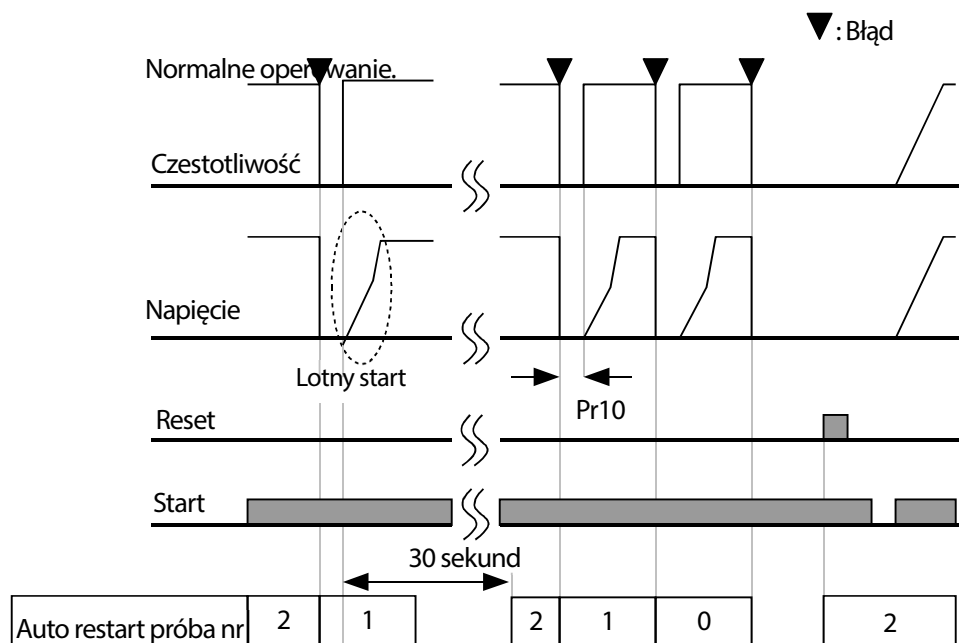 ▼: Błąd
Normalne operowanie.
Czestotliwość
Napięcie
Lotny start
Pr10
Reset
Start
30 sekund
Auto restart próba nr 2 1 2 1 0 2